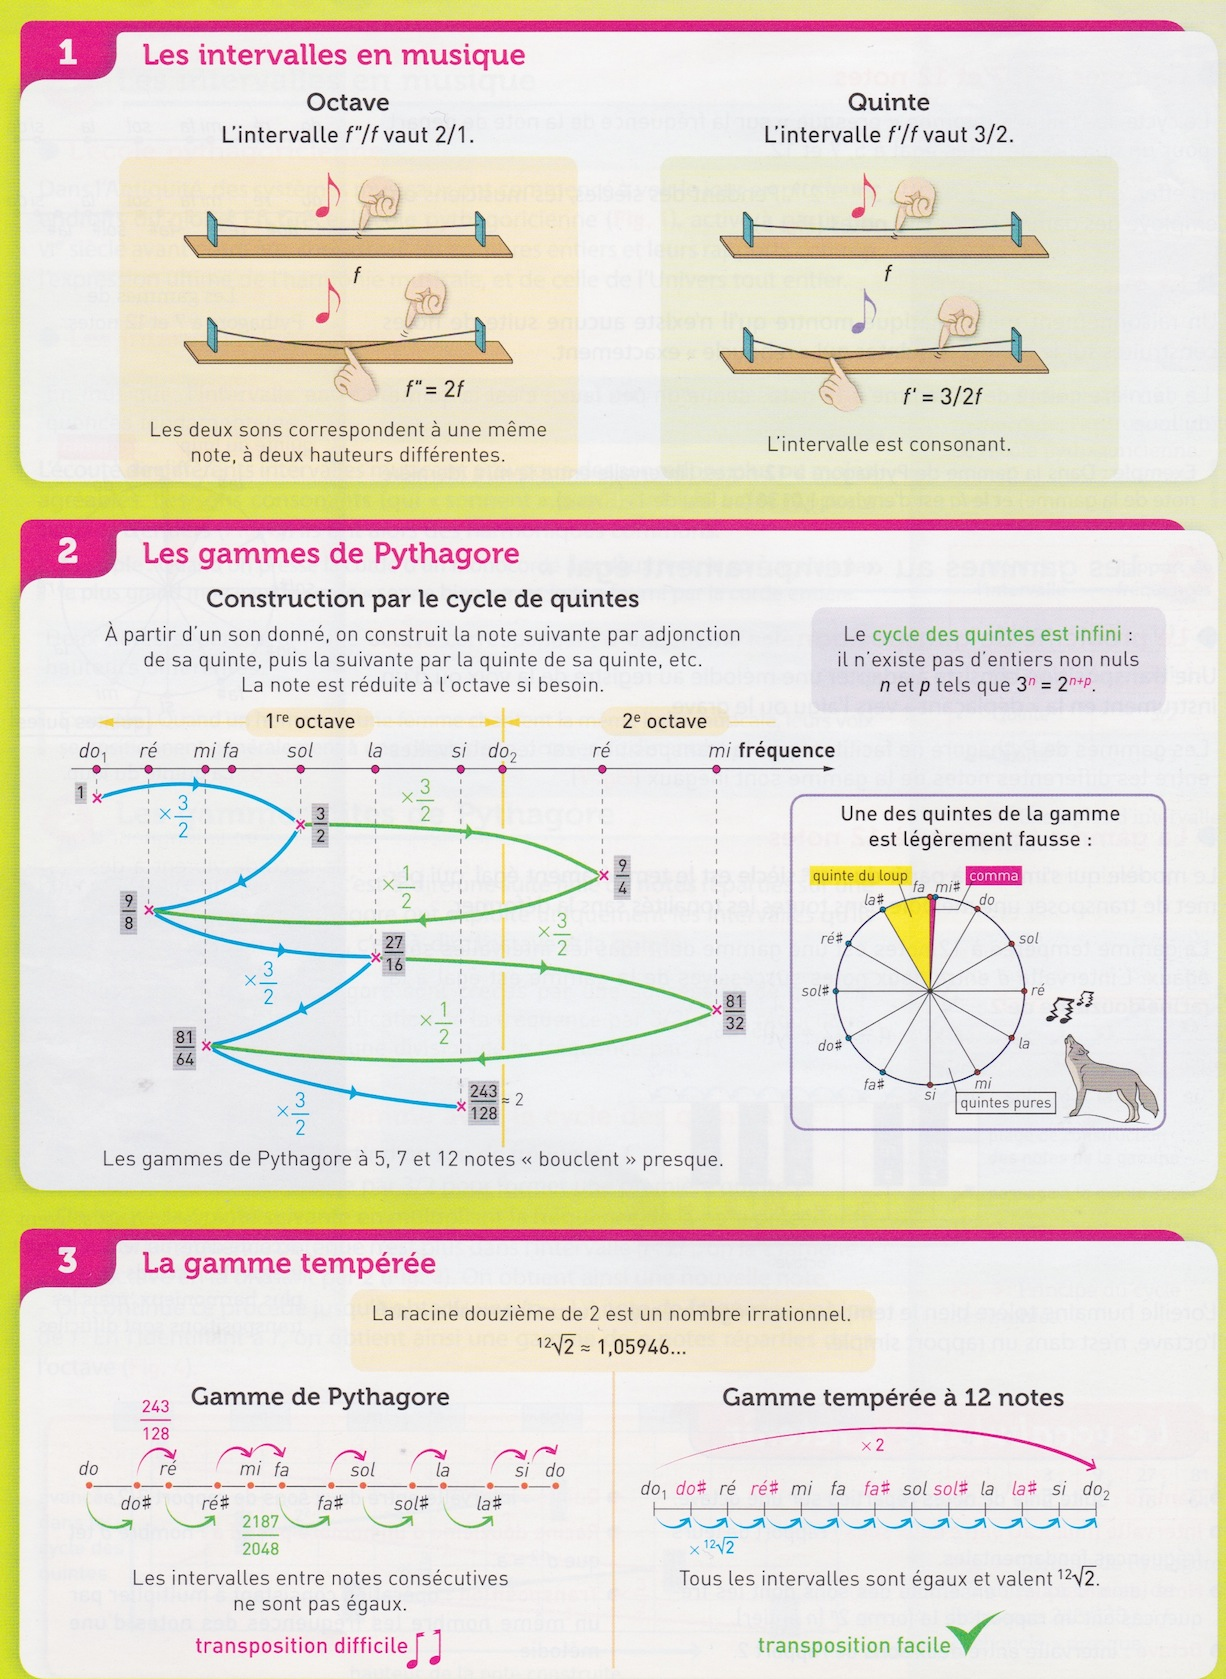 1 Les intervalles en musique
Octave
L'intervalle f"/f vaut 2/1.
f
f" = 2f
Les deux sons correspondent à une même
note, à deux hauteurs différentes.
Quinte
L'intervalle f'/f vaut 3/2.
f
f' = 3/2f
L'intervalle est consonant.
2 Les gammes de Pythagore
Construction par le cycle de quintes
À partir d'un son donné, on construit la note suivante par adjonction
de sa quinte, puis la suivante par la quinte de sa quinte, etc.
La note est réduite à l'octave si besoin.
Le cycle des quintes est infini :
il n'existe pas d'entiers non nuls
n et p tels que 3ⁿ = 2ⁿ⁺ᵖ.
1re octave 2e octave
do₁ ré mi fa sol la si do₂ ré mi fréquence
1
×3/2
3/2
×3/2
9/4
×1/2
9/8
×3/2
27/16
×3/2
81/32
×1/2
81/64
×3/2
243/128 ≈ 2
Les gammes de Pythagore à 5, 7 et 12 notes « bouclent » presque.
Une des quintes de la gamme
est légèrement fausse :
quinte du loup
comma
fa
mi#
do
sol
ré
la
mi
si
fa#
do#
sol#
ré#
la#
quintes pures
3 La gamme tempérée
La racine douzième de 2 est un nombre irrationnel.
¹²√2 ≈ 1,05946...
Gamme de Pythagore
243/128
do ré mi fa sol la si do
do# ré# fa# sol# la#
2187/2048
Les intervalles entre notes consécutives
ne sont pas égaux.
transposition difficile
Gamme tempérée à 12 notes
×2
do₁ do# ré ré# mi fa fa# sol sol# la la# si do₂
× ¹²√2
Tous les intervalles sont égaux et valent ¹²√2.
transposition facile